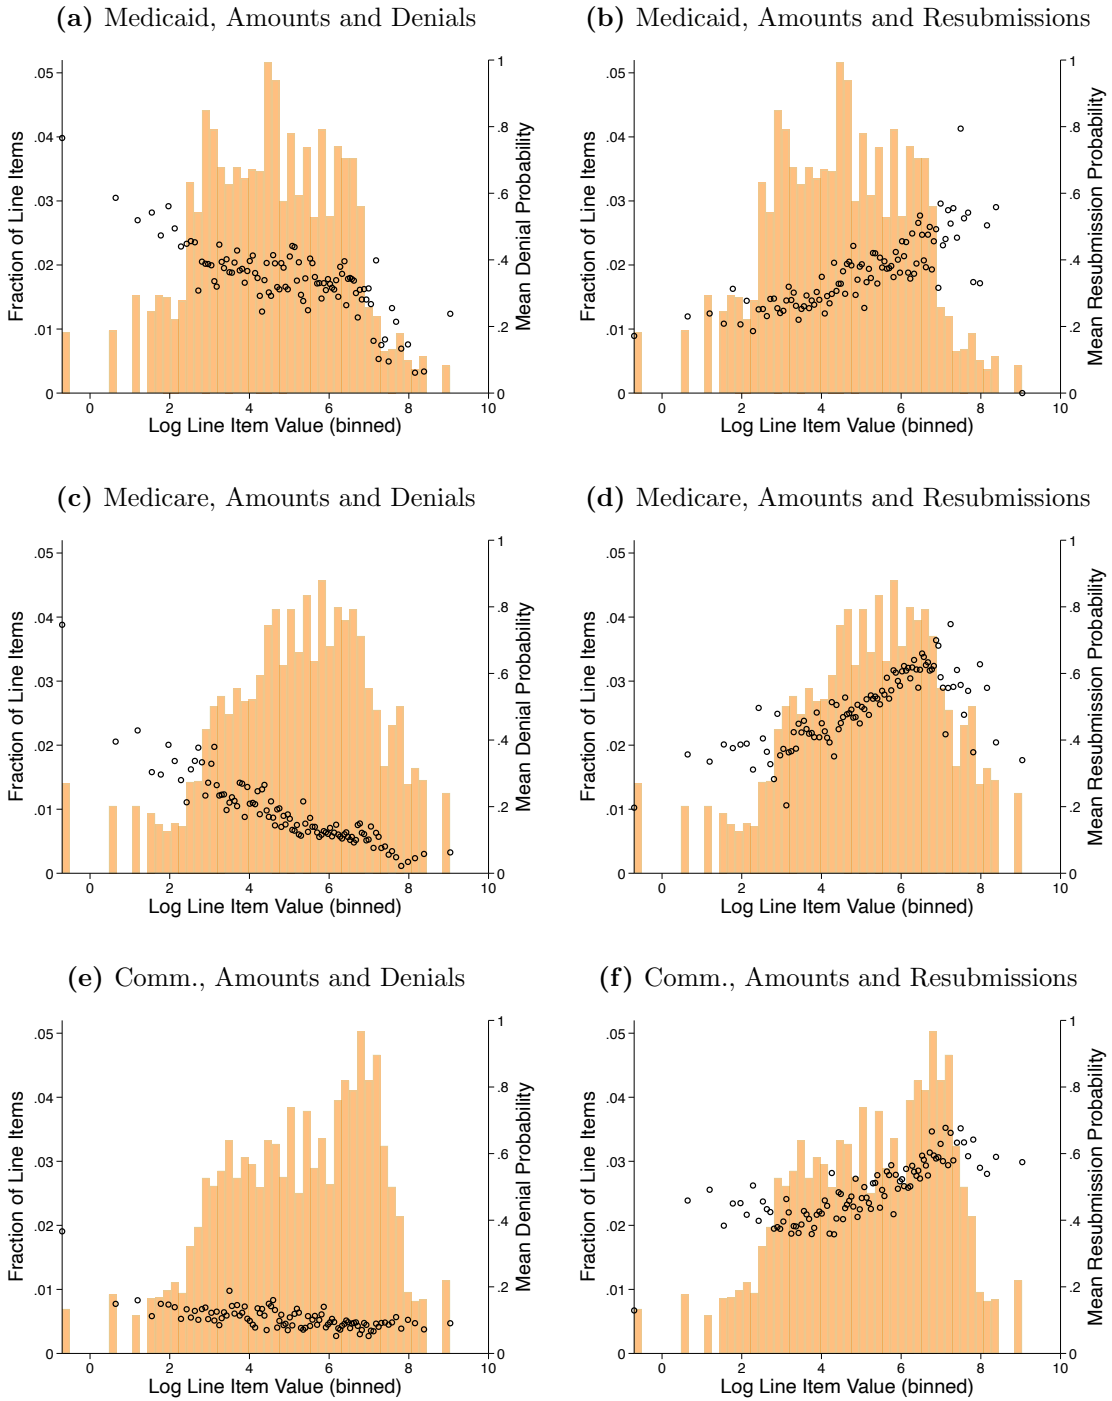 (a) Medicaid, Amounts and Denials
.05
.04
.03
.02
.01
0
Fraction of Line Items
1
.8
.6
.4
.2
0
Mean Denial Probability
0 2 4 6 8 10
Log Line Item Value (binned)
(b) Medicaid, Amounts and Resubmissions
.05
.04
.03
.02
.01
0
Fraction of Line Items
1
.8
.6
.4
.2
0
Mean Resubmission Probability
0 2 4 6 8 10
Log Line Item Value (binned)
(c) Medicare, Amounts and Denials
.05
.04
.03
.02
.01
0
Fraction of Line Items
1
.8
.6
.4
.2
0
Mean Denial Probability
0 2 4 6 8 10
Log Line Item Value (binned)
(d) Medicare, Amounts and Resubmissions
.05
.04
.03
.02
.01
0
Fraction of Line Items
1
.8
.6
.4
.2
0
Mean Resubmission Probability
0 2 4 6 8 10
Log Line Item Value (binned)
(e) Comm., Amounts and Denials
.05
.04
.03
.02
.01
0
Fraction of Line Items
1
.8
.6
.4
.2
0
Mean Denial Probability
0 2 4 6 8 10
Log Line Item Value (binned)
(f) Comm., Amounts and Resubmissions
.05
.04
.03
.02
.01
0
Fraction of Line Items
1
.8
.6
.4
.2
0
Mean Resubmission Probability
0 2 4 6 8 10
Log Line Item Value (binned)